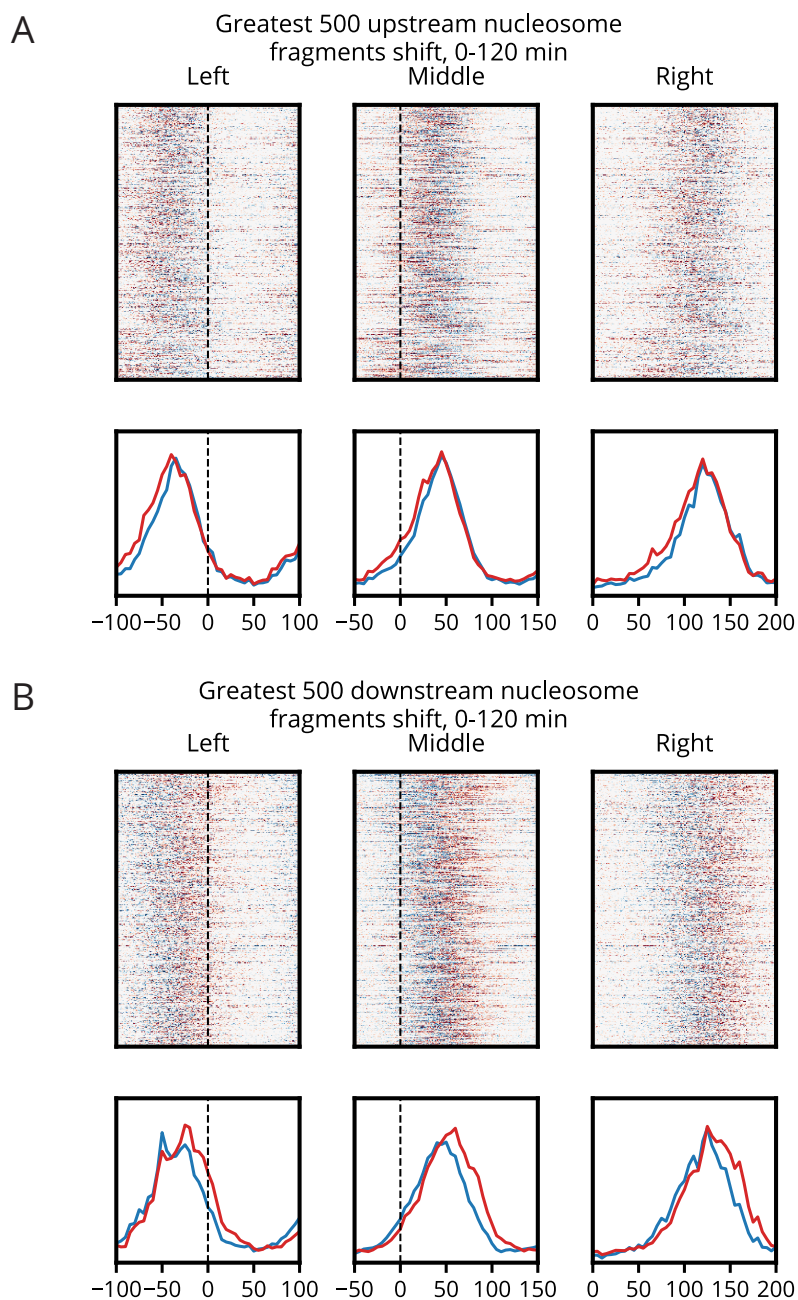 A
Greatest 500 upstream nucleosome
fragments shift, 0-120 min
Left Middle Right
−100 −50 0 50 100 −50 0 50 100 150 0 50 100 150 200
B
Greatest 500 downstream nucleosome
fragments shift, 0-120 min
Left Middle Right
−100 −50 0 50 100 −50 0 50 100 150 0 50 100 150 200